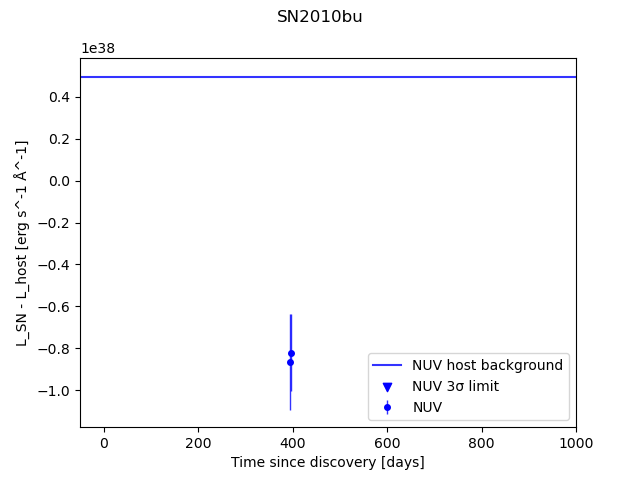 SN2010bu
1e38
0.4
0.2
0.0
−0.2
−0.4
−0.6
−0.8
−1.0
L_SN - L_host [erg s^-1 Å^-1]
NUV host background
NUV 3σ limit
NUV
0 200 400 600 800 1000
Time since discovery [days]